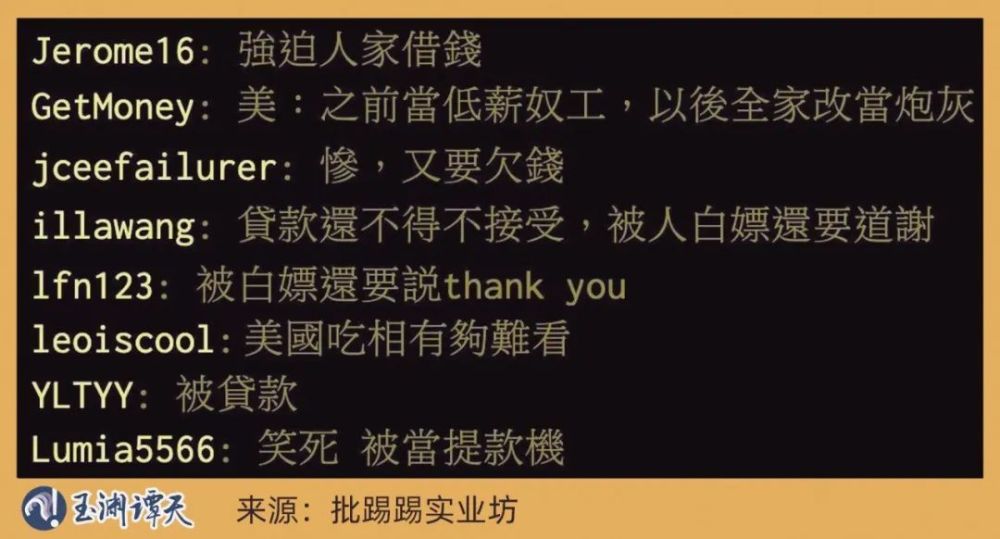 Jerome16: 強迫人家借錢
GetMoney: 美：之前當低薪奴工，以後全家改當炮灰
jceefailurer: 慘，又要欠錢
illawang: 貸款還不得不接受，被人白嫖還要道謝
lfn123: 被白嫖還要説thank you
leoiscool: 美國吃相有夠難看
YLTYY: 被貸款
Lumia5566: 笑死 被當提款機
玉渊谭天 来源：批踢踢实业坊